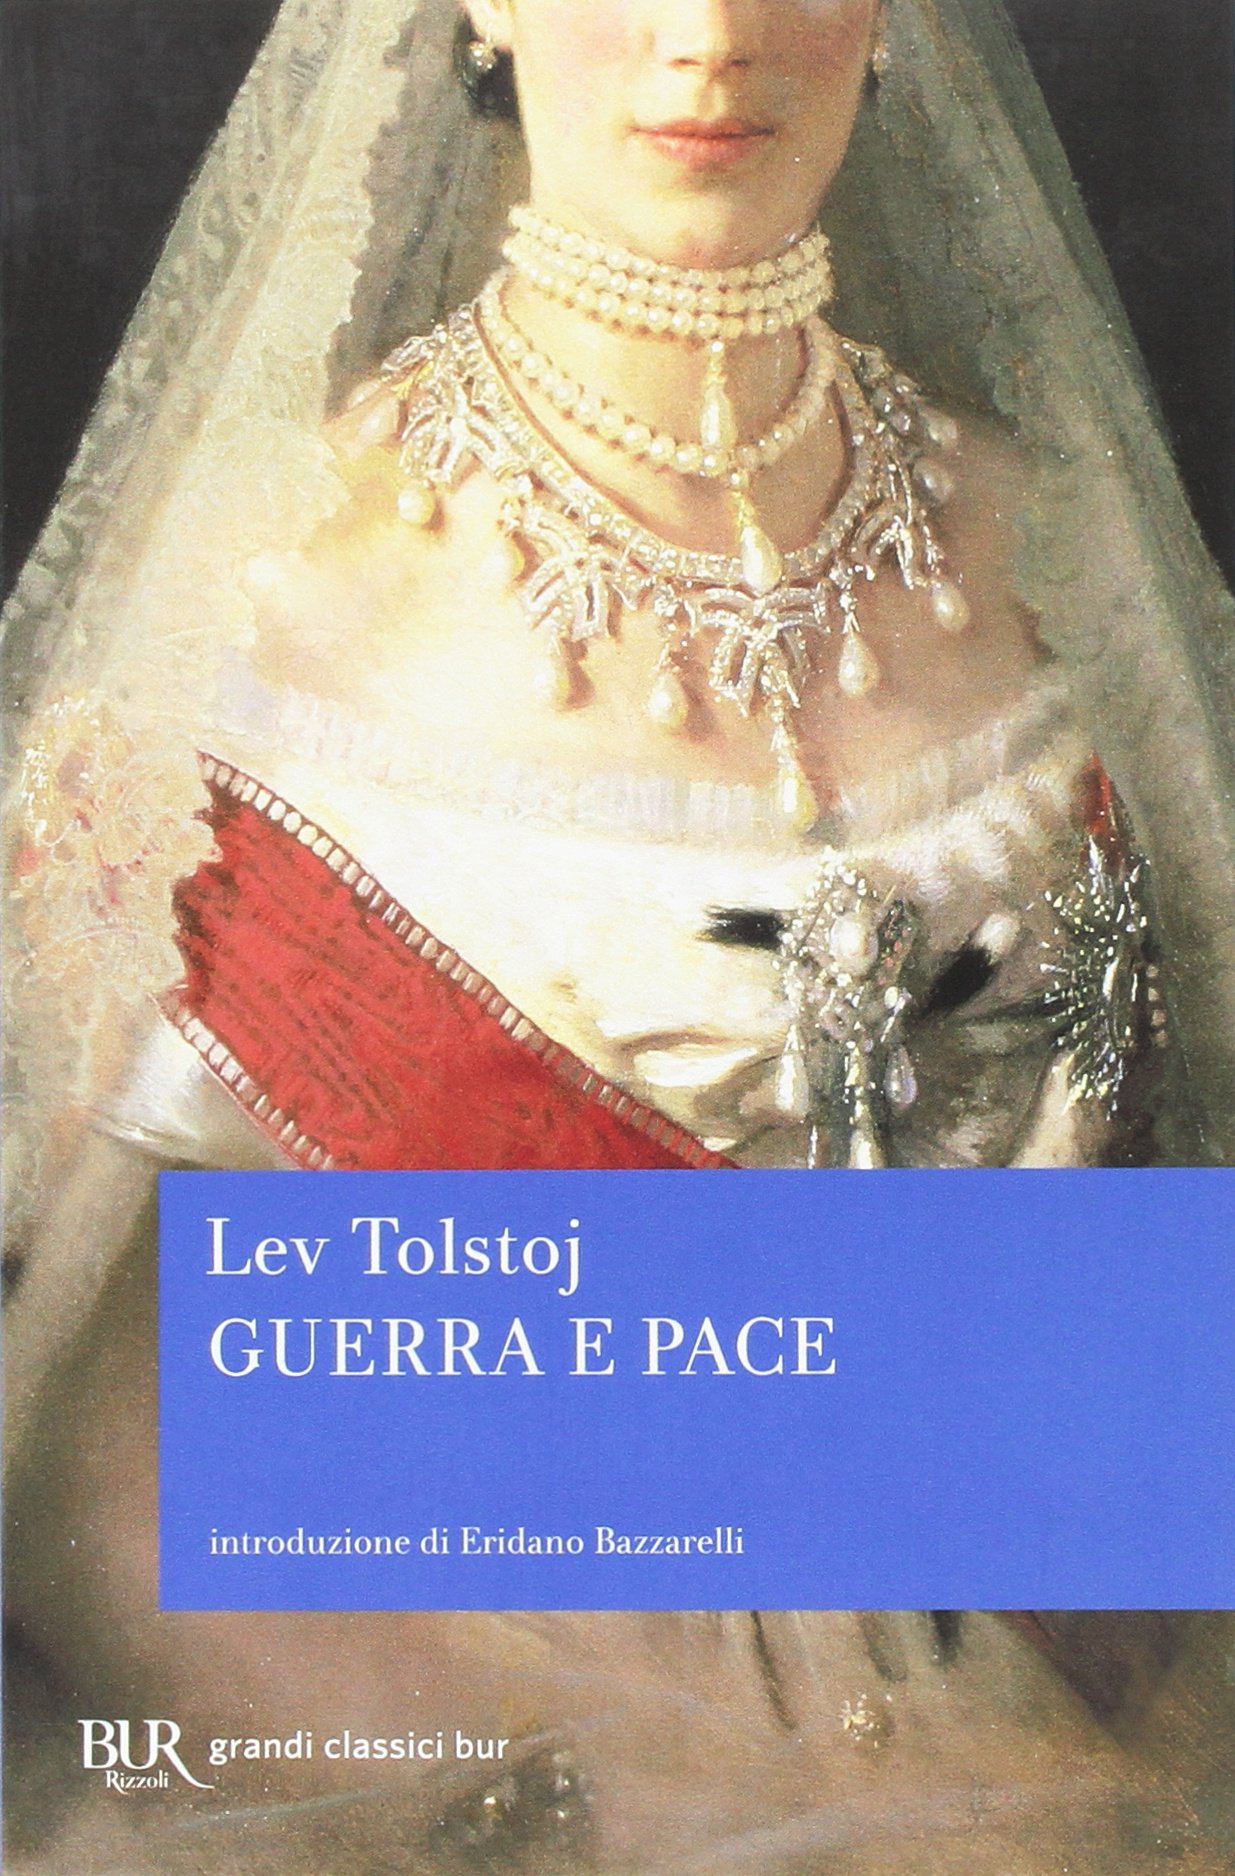 Lev Tolstoj
GUERRA E PACE
introduzione di Eridano Bazzarelli
BUR
Rizzoli
grandi classici bur